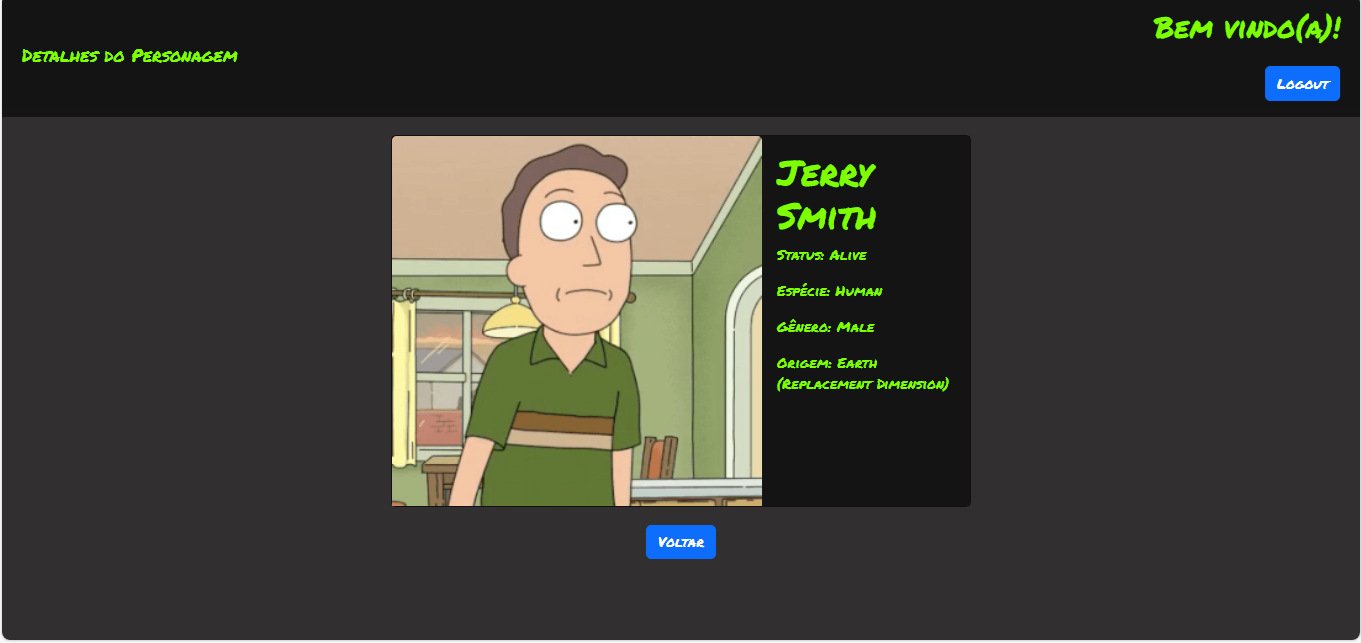 Bem vindo(a)!
Detalhes do Personagem
Logout
Jerry
Smith
Status: Alive
Espécie: Human
Gênero: Male
Origem: Earth
(Replacement Dimension)
Voltar